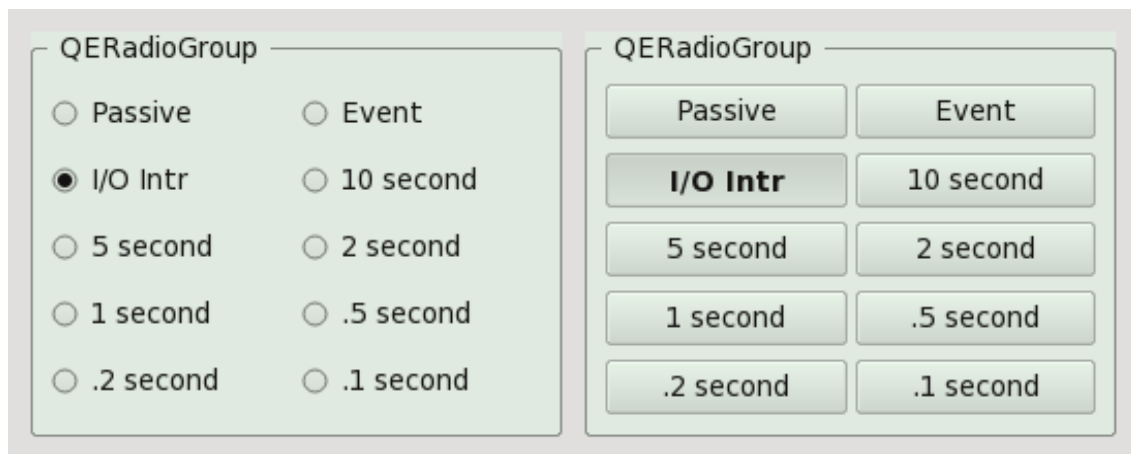 QERadioGroup
Passive Event
I/O Intr 10 second
5 second 2 second
1 second .5 second
.2 second .1 second
QERadioGroup
Passive Event
I/O Intr 10 second
5 second 2 second
1 second .5 second
.2 second .1 second